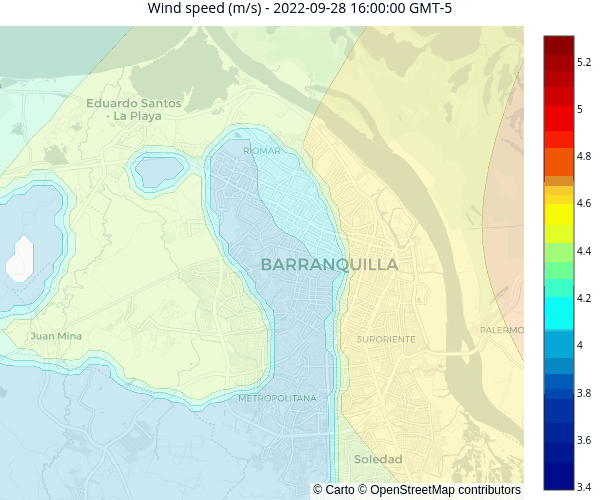 Wind speed (m/s) - 2022-09-28 16:00:00 GMT-5
Eduardo Santos
- La Playa
RIOMAR
BARRANQUILLA
Juan Mina
SURORIENTE
PALERMO
METROPOLITANA
Soledad
© Carto © OpenStreetMap contributors
5.2
5
4.8
4.6
4.4
4.2
4
3.8
3.6
3.4